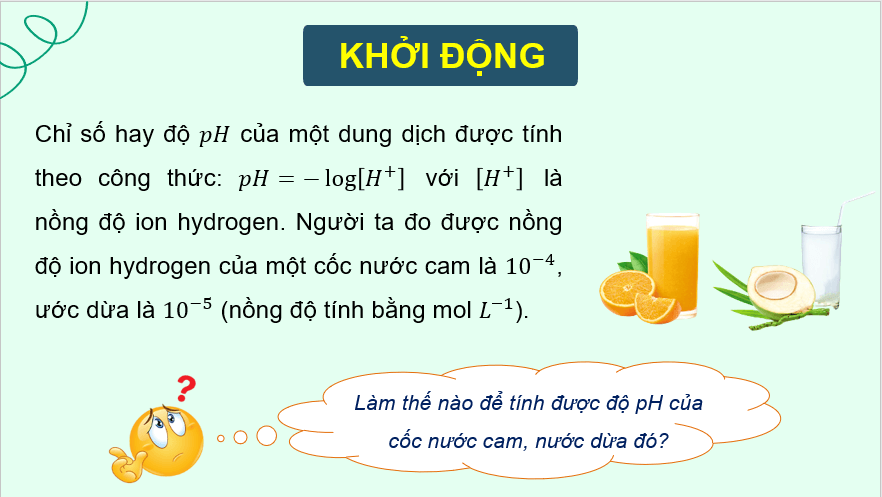 KHỞI ĐỘNG
Chỉ số hay độ pH của một dung dịch được tính
theo công thức: pH = − log[H⁺] với [H⁺] là
nồng độ ion hydrogen. Người ta đo được nồng
độ ion hydrogen của một cốc nước cam là 10⁻⁴,
ước dừa là 10⁻⁵ (nồng độ tính bằng mol L⁻¹).
?
Làm thế nào để tính được độ pH của
cốc nước cam, nước dừa đó?